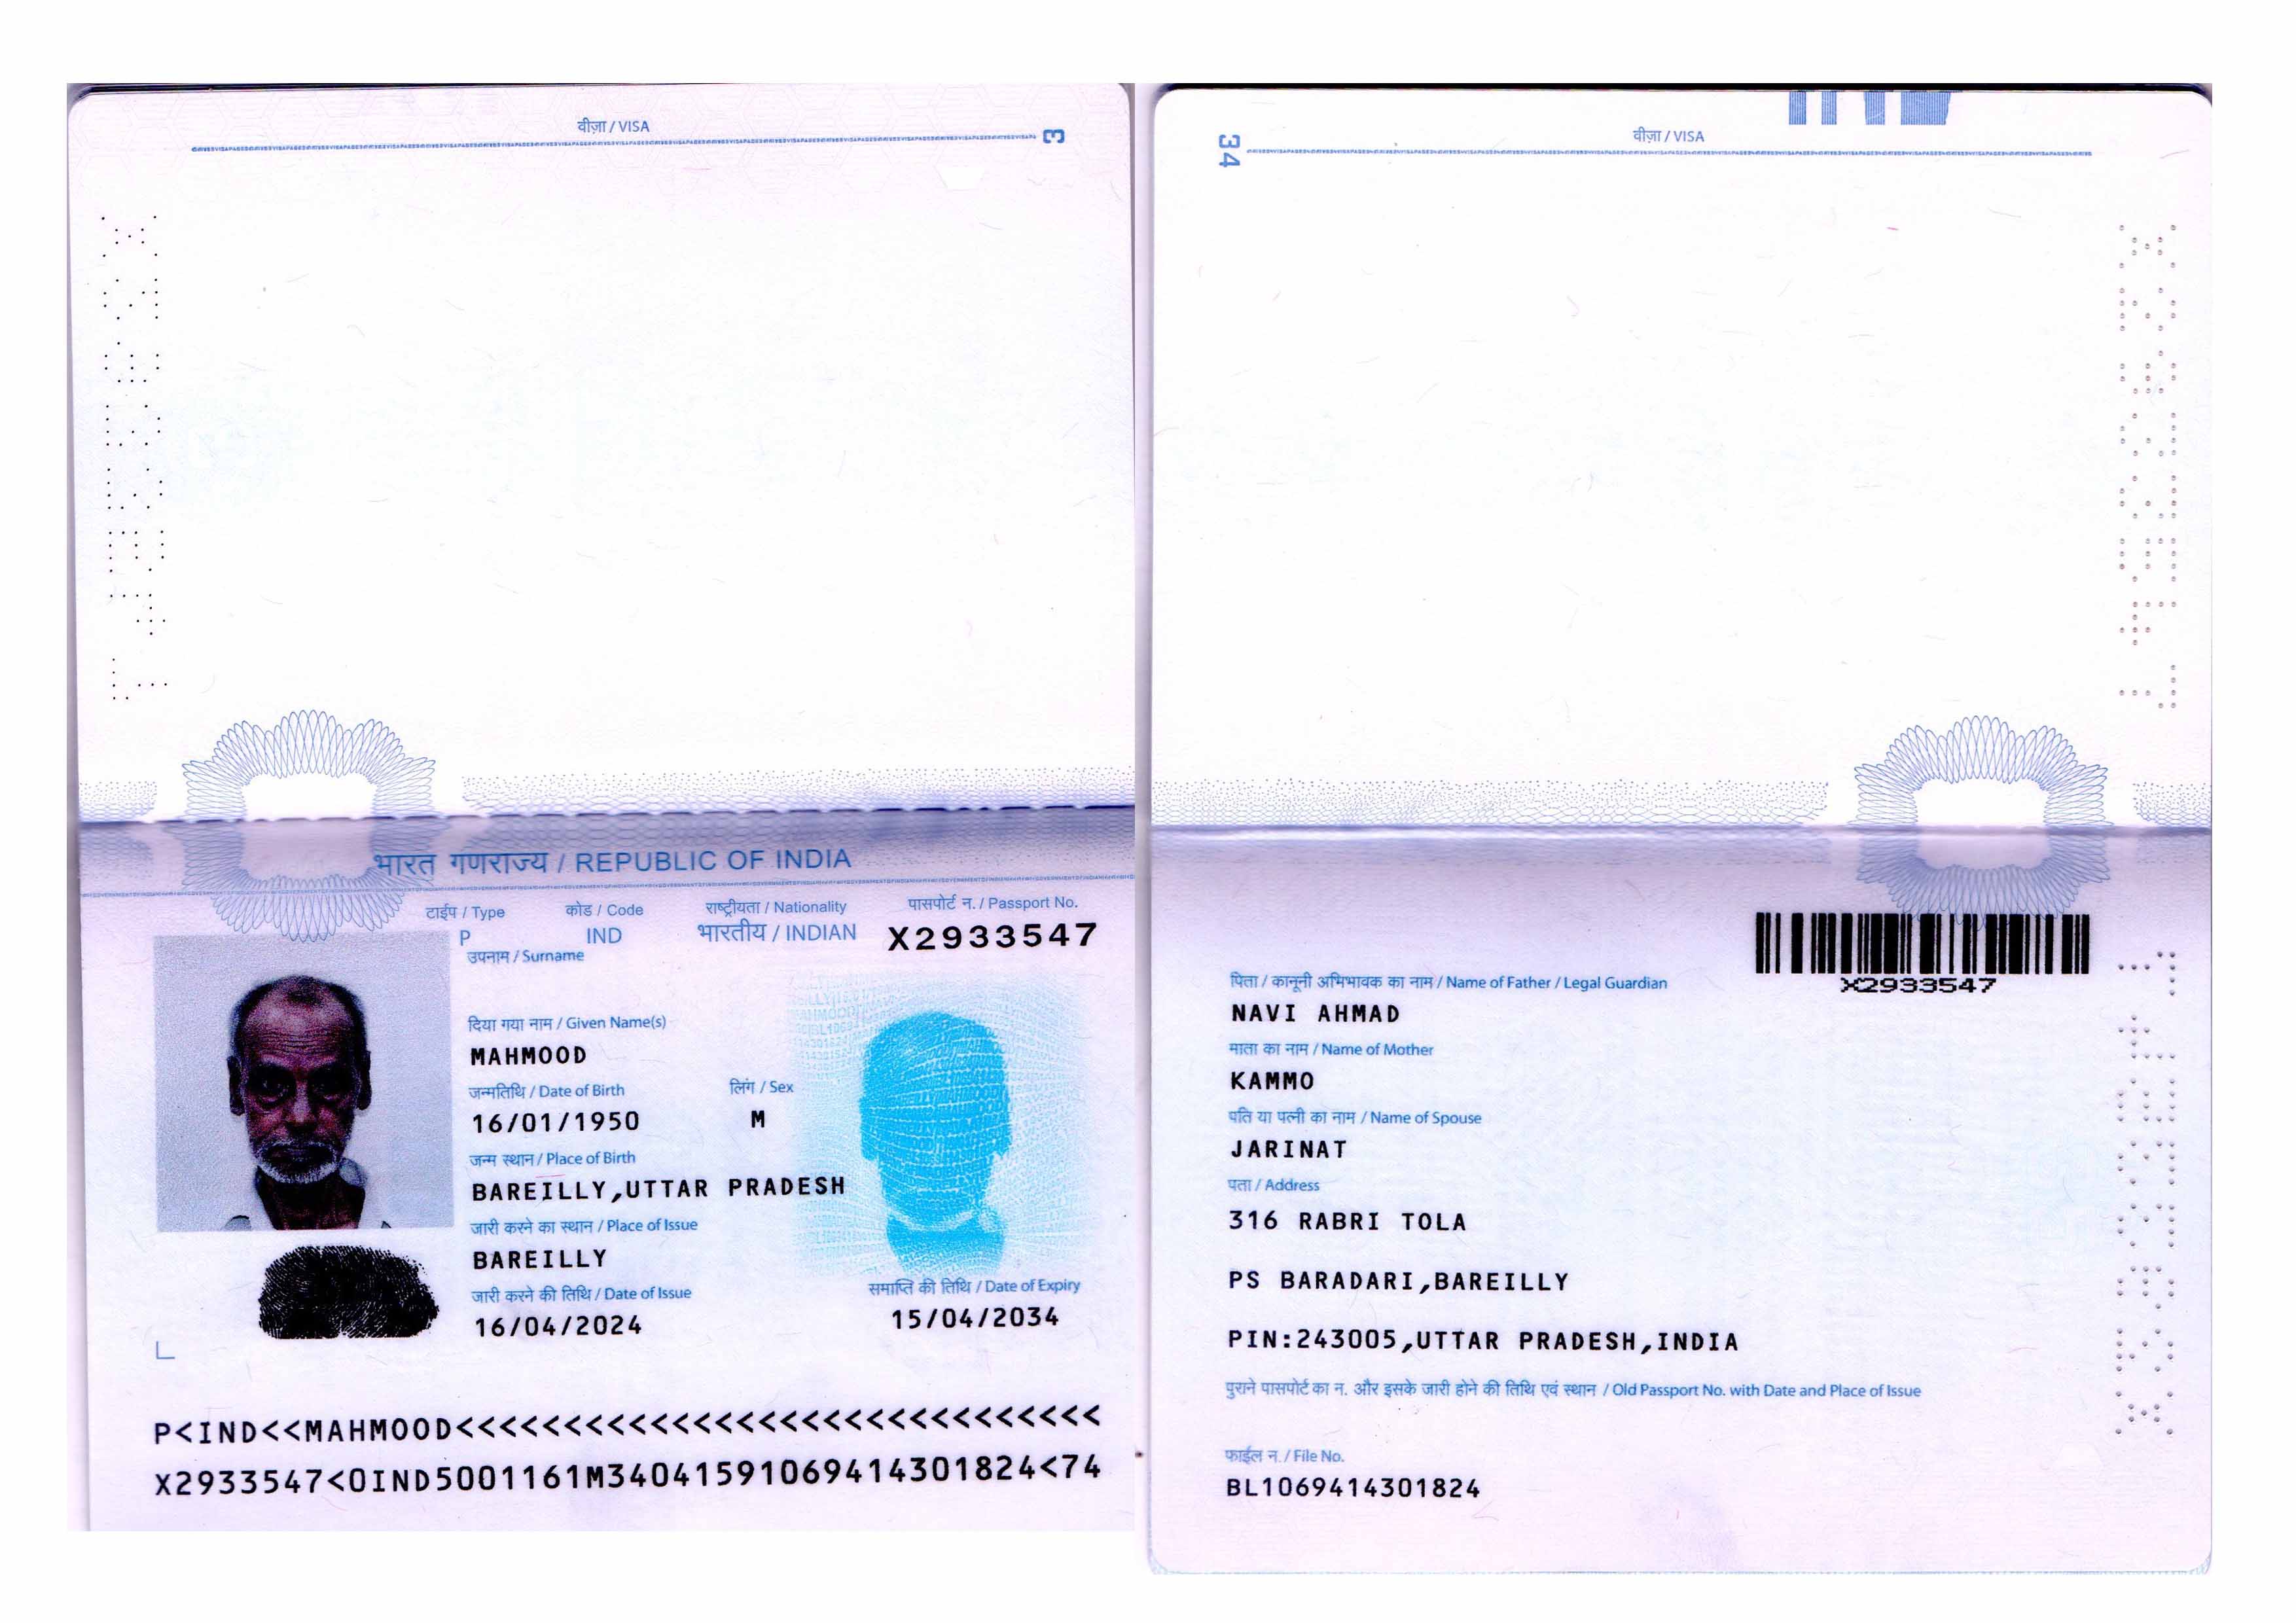 वीज़ा / VISA
3
भारत गणराज्य / REPUBLIC OF INDIA
टाईप / Type
कोड / Code
राष्ट्रीयता / Nationality
पासपोर्ट न. / Passport No.
P
IND
भारतीय / INDIAN
X2933547
उपनाम / Surname
दिया गया नाम / Given Name(s)
MAHMOOD
जन्मतिथि / Date of Birth
लिंग / Sex
16/01/1950
M
जन्म स्थान / Place of Birth
BAREILLY,UTTAR PRADESH
जारी करने का स्थान / Place of Issue
BAREILLY
जारी करने की तिथि / Date of Issue
समाप्ति की तिथि / Date of Expiry
16/04/2024
15/04/2034
P<IND<<MAHMOOD<<<<<<<<<<<<<<<<<<<<<<<<<<<<<<
X2933547<0IND5001161M34041591069414301824<74
34
वीज़ा / VISA
X2933547
पिता / कानूनी अभिभावक का नाम / Name of Father / Legal Guardian
NAVI AHMAD
माता का नाम / Name of Mother
KAMMO
पति या पत्नी का नाम / Name of Spouse
JARINAT
पता / Address
316 RABRI TOLA
PS BARADARI,BAREILLY
PIN:243005,UTTAR PRADESH,INDIA
पुराने पासपोर्ट का न. और इसके जारी होने की तिथि एवं स्थान / Old Passport No. with Date and Place of Issue
फाईल न. / File No.
BL1069414301824